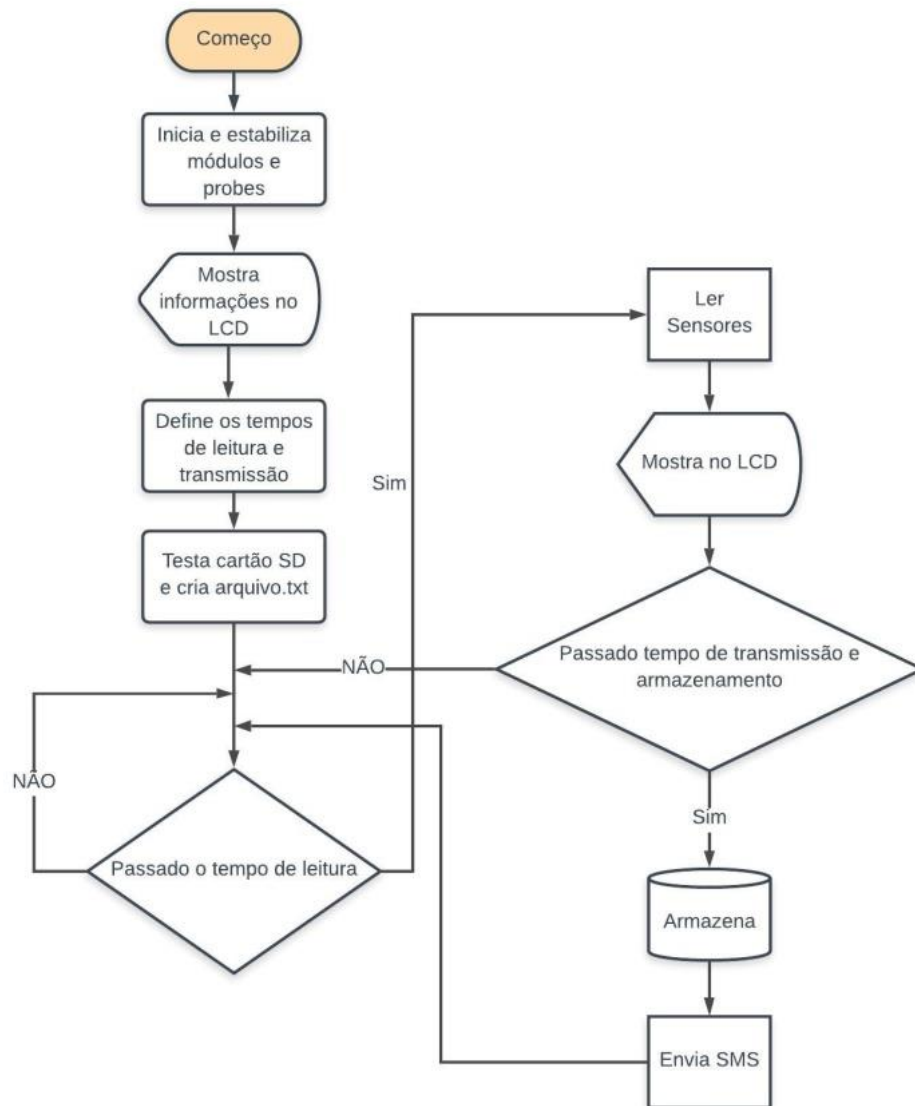 Começo
Inicia e estabiliza
módulos e
probes
Mostra
informações no
LCD
Define os tempos
de leitura e
transmissão
Testa cartão SD
e cria arquivo.txt
NÃO
Passado o tempo de leitura
Sim
Ler
Sensores
Mostra no LCD
Passado tempo de transmissão e
armazenamento
NÃO
Sim
Armazena
Envia SMS